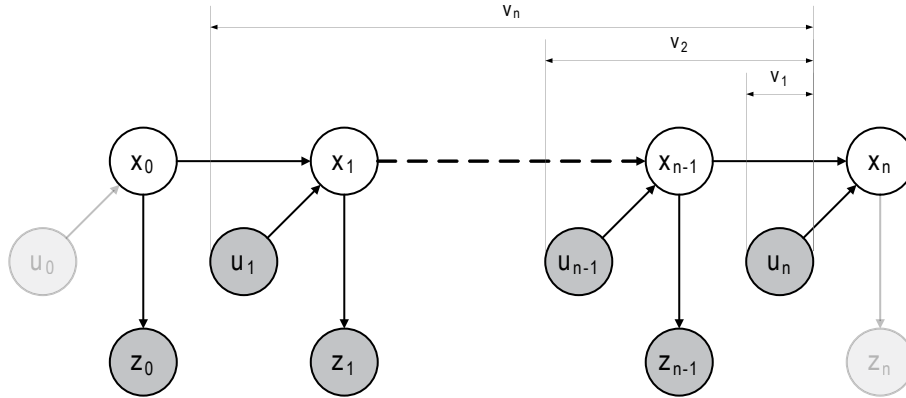 vₙ
v₂
v₁
x₀ x₁ xₙ₋₁ xₙ
u₀ u₁ uₙ₋₁ uₙ
z₀ z₁ zₙ₋₁ zₙ